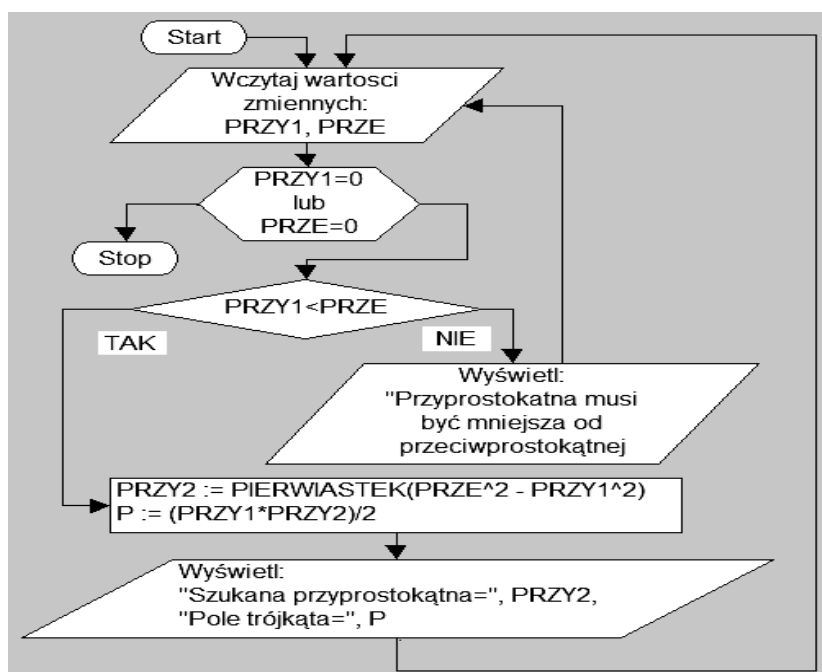 Start
Wczytaj wartosci
zmiennych:
PRZY1, PRZE
PRZY1=0
lub
PRZE=0
Stop
PRZY1<PRZE
TAK
NIE
Wyświetl:
"Przyprostokatna musi
być mniejsza od
przeciwprostokątnej
PRZY2 := PIERWIASTEK(PRZE^2 - PRZY1^2)
P := (PRZY1*PRZY2)/2
Wyświetl:
"Szukana przyprostokątna=", PRZY2,
"Pole trójkąta=", P